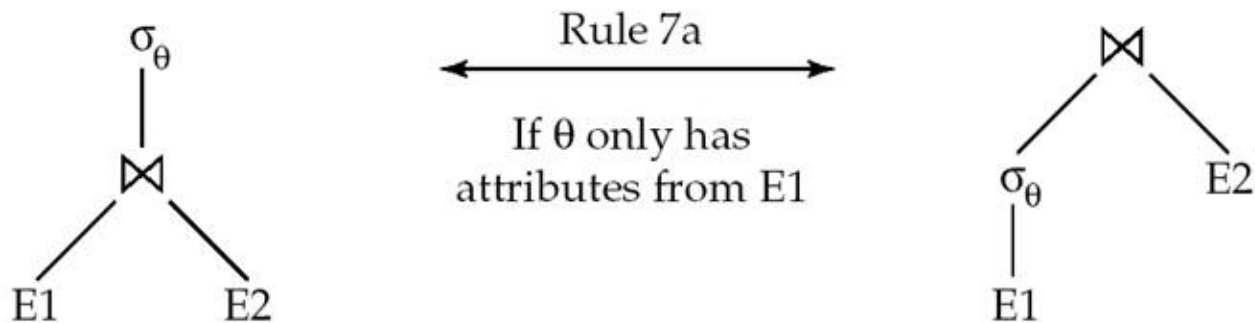 σθ
⋈
E1
E2
Rule 7a
If θ only has
attributes from E1
⋈
σθ
E2
E1